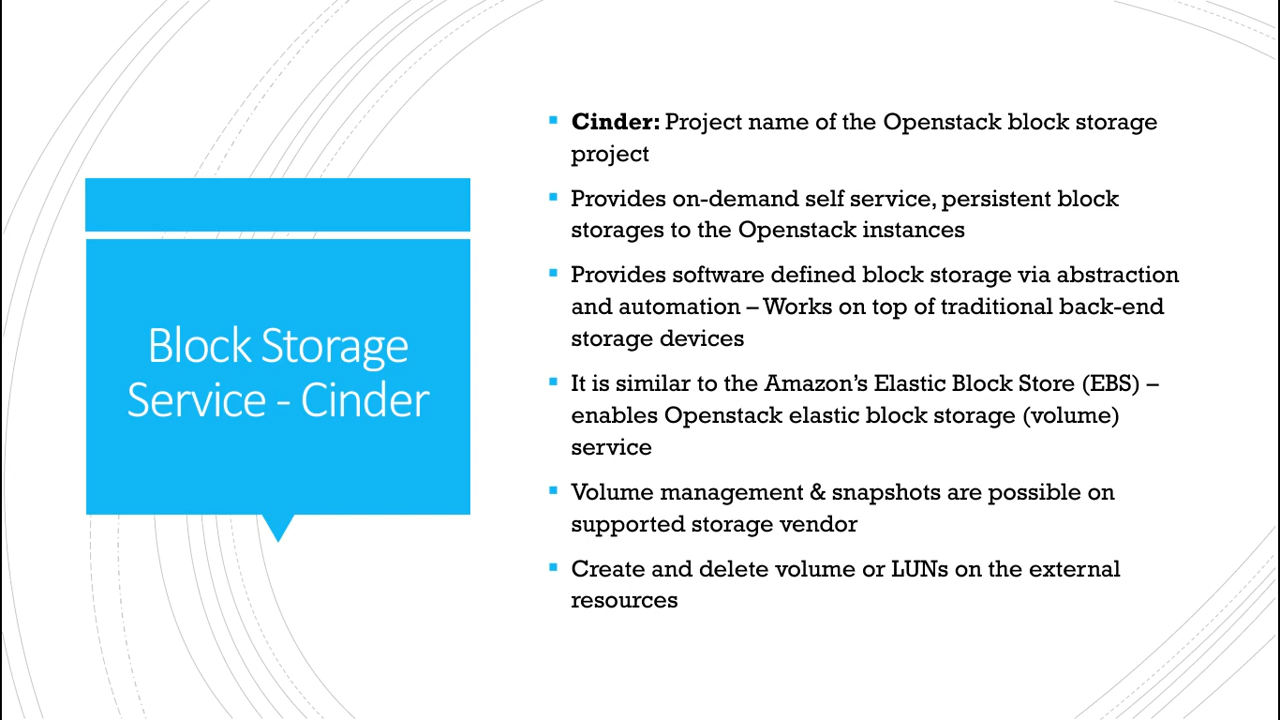 Block Storage
Service - Cinder
▪ Cinder: Project name of the Openstack block storage
project
▪ Provides on-demand self service, persistent block
storages to the Openstack instances
▪ Provides software defined block storage via abstraction
and automation – Works on top of traditional back-end
storage devices
▪ It is similar to the Amazon’s Elastic Block Store (EBS) –
enables Openstack elastic block storage (volume)
service
▪ Volume management & snapshots are possible on
supported storage vendor
▪ Create and delete volume or LUNs on the external
resources